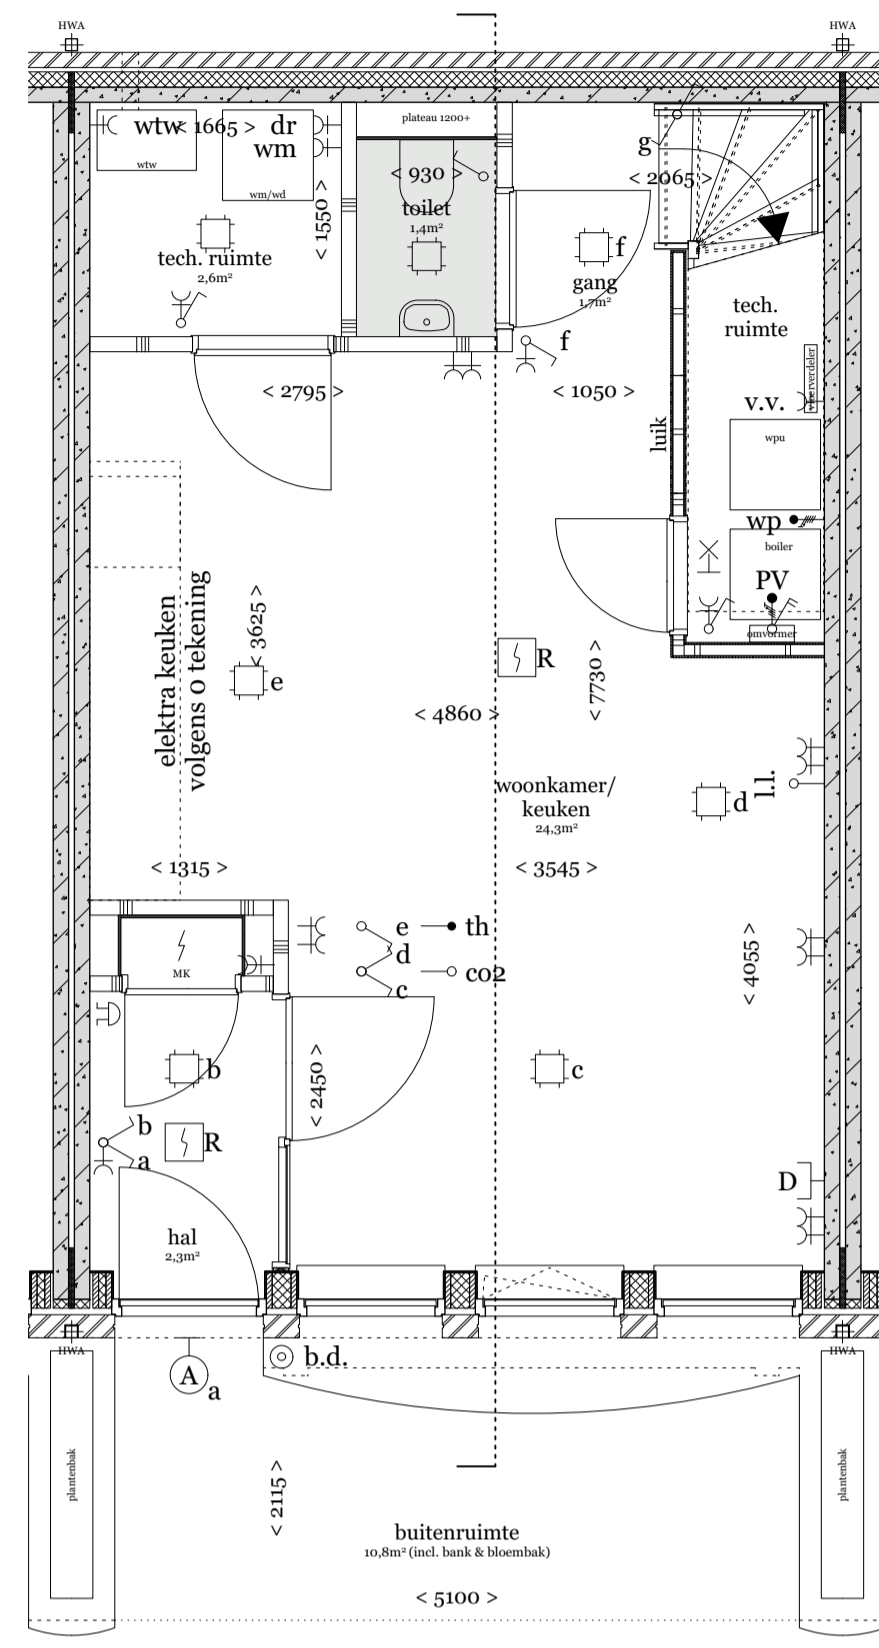 HWA
HWA
plateau 1200+
wtw
< 1665 >
dr
wm
wtw
wm/wd
g
< 930 >
< 2065 >
toilet
1,4m²
< 1550 >
f
tech. ruimte
2,6m²
gang
1,7m²
tech.
ruimte
f
vloerverdeler
< 2795 >
< 1050 >
v.v.
luik
wpu
wp
boiler
PV
omvormer
elektra keuken
volgens 0 tekening
< 3625 >
e
R
< 7730 >
< 4860 >
woonkamer/
keuken
24,3m²
d
l.l.
< 1315 >
< 3545 >
e
th
d
co2
c
MK
< 4055 >
b
< 2450 >
c
b
a
R
D
hal
2,3m²
HWA
HWA
A
a
b.d.
plantenbak
plantenbak
< 2115 >
buitenruimte
10,8m² (incl. bank & bloembak)
< 5100 >